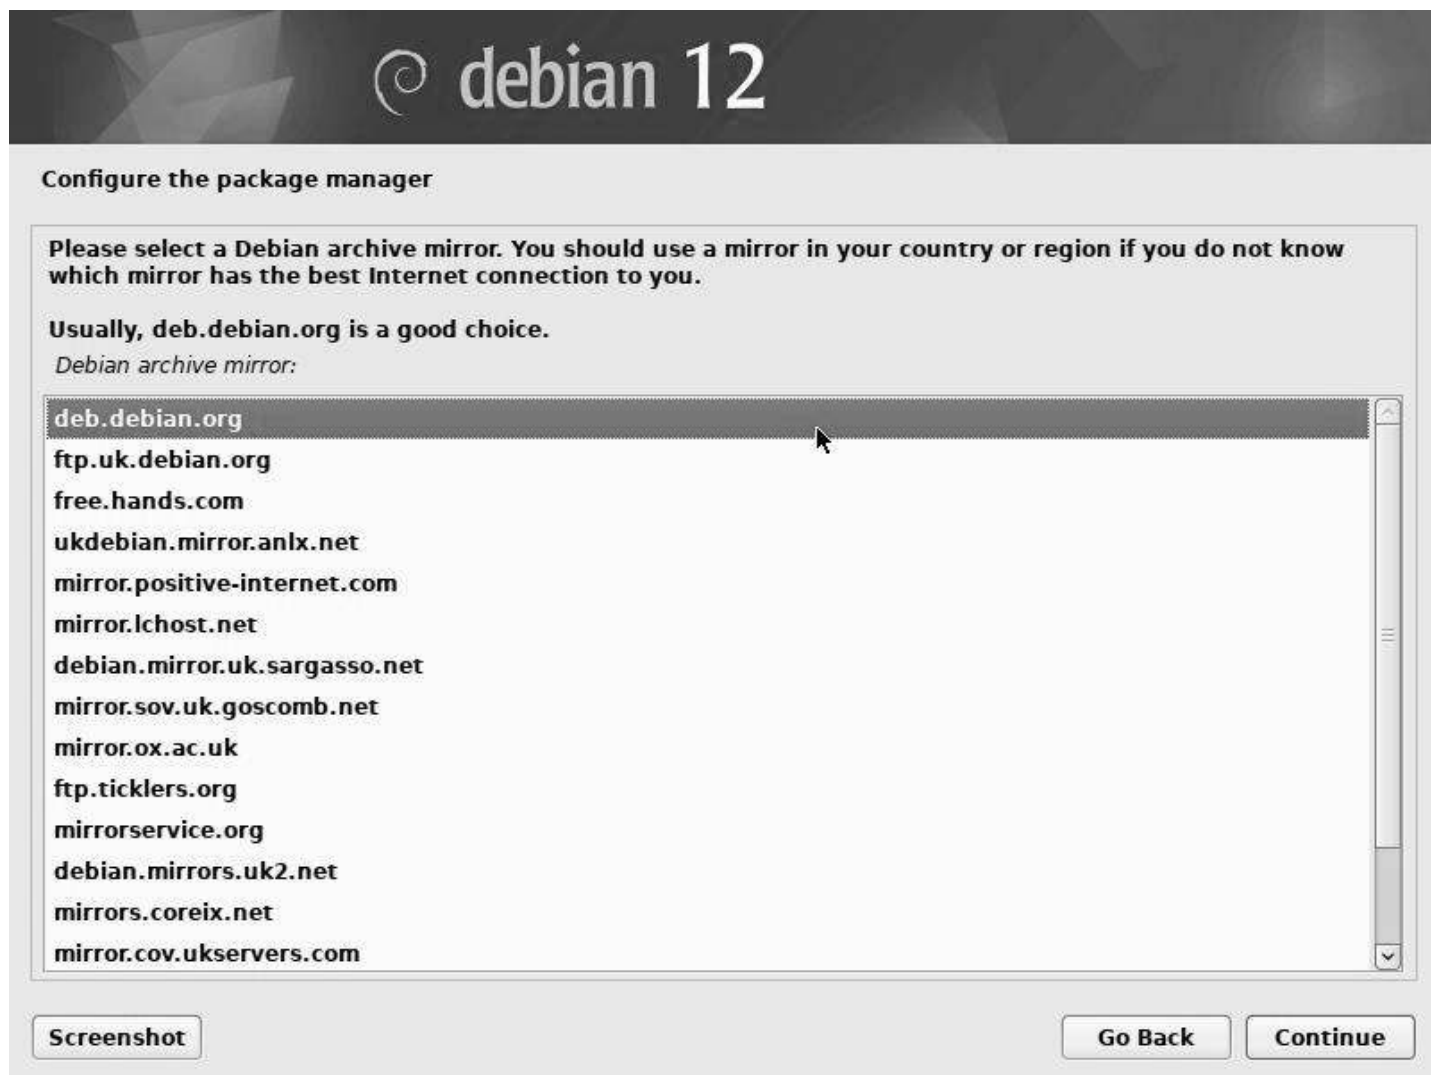 debian 12
Configure the package manager
Please select a Debian archive mirror. You should use a mirror in your country or region if you do not know
which mirror has the best Internet connection to you.
Usually, deb.debian.org is a good choice.
Debian archive mirror:
deb.debian.org
ftp.uk.debian.org
free.hands.com
ukdebian.mirror.anlx.net
mirror.positive-internet.com
mirror.lchost.net
debian.mirror.uk.sargasso.net
mirror.sov.uk.goscomb.net
mirror.ox.ac.uk
ftp.ticklers.org
mirrorservice.org
debian.mirrors.uk2.net
mirrors.coreix.net
mirror.cov.ukservers.com
Screenshot
Go Back
Continue